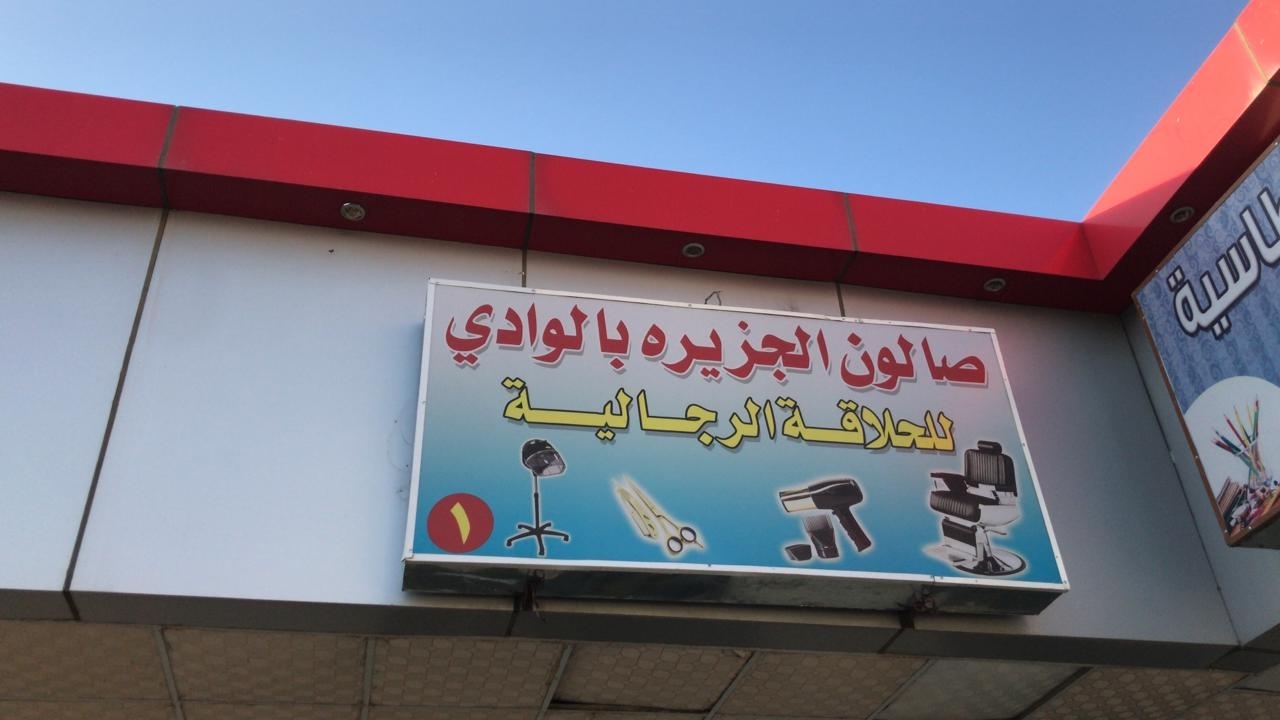 صالون الجزيره بالوادي
للحلاقة الرجالية
١